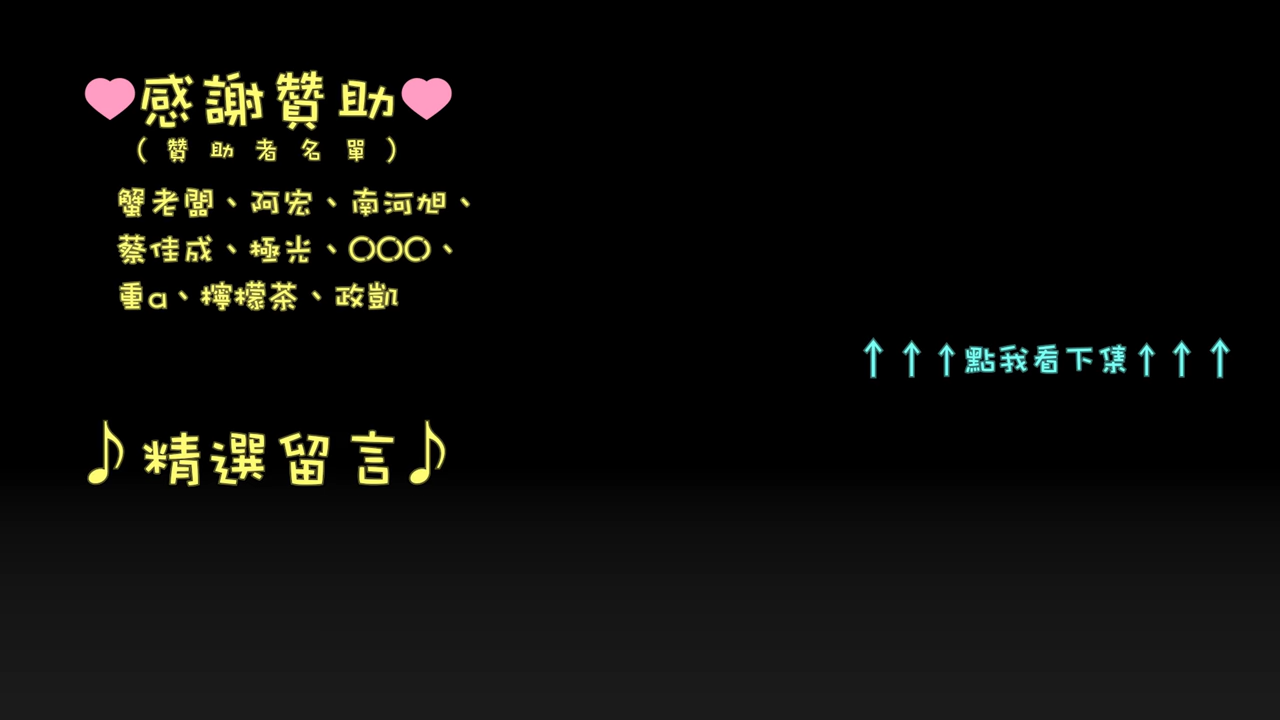 感謝贊助
(贊助者名單)
蟹老闆、阿宏、南河旭、
蔡佳成、極光、○○○、
重a、檸檬茶、政凱
↑↑↑點我看下集↑↑↑
♪精選留言♪